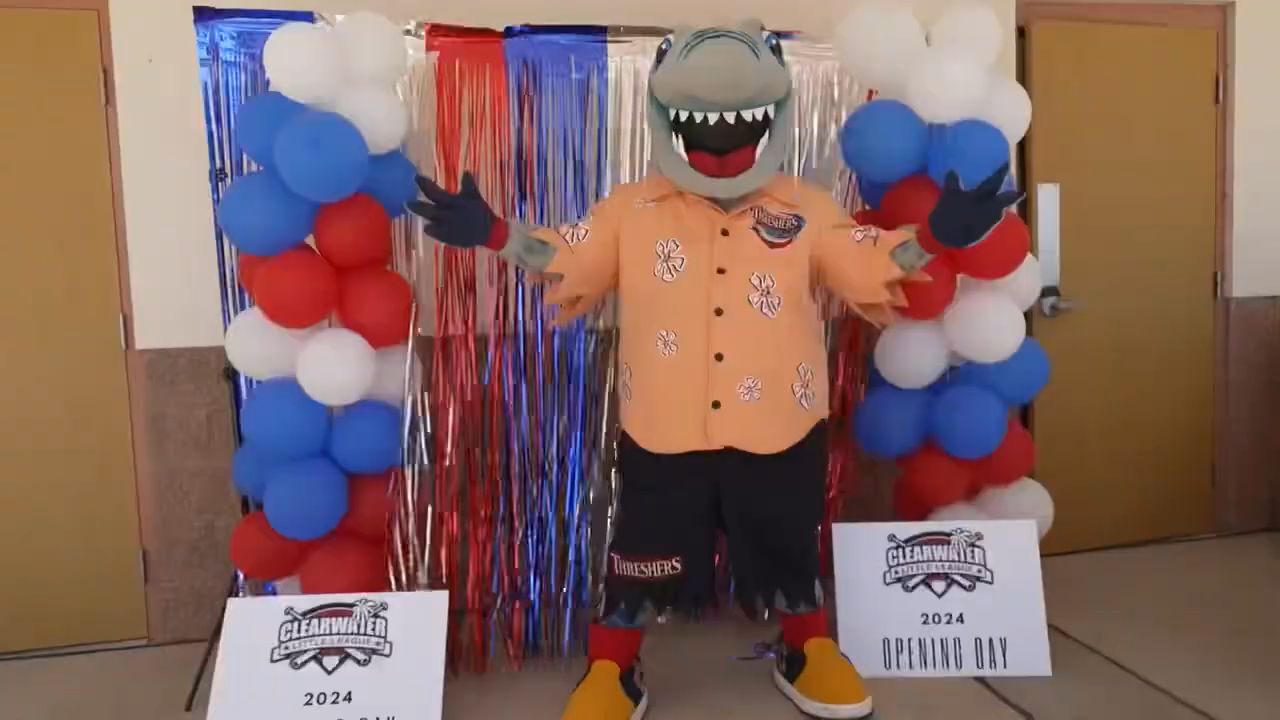 THRESHERS
THRESHERS
CLEARWATER
LITTLE LEAGUE
2024
OPENING DAY
CLEARWATER
LITTLE LEAGUE
2024